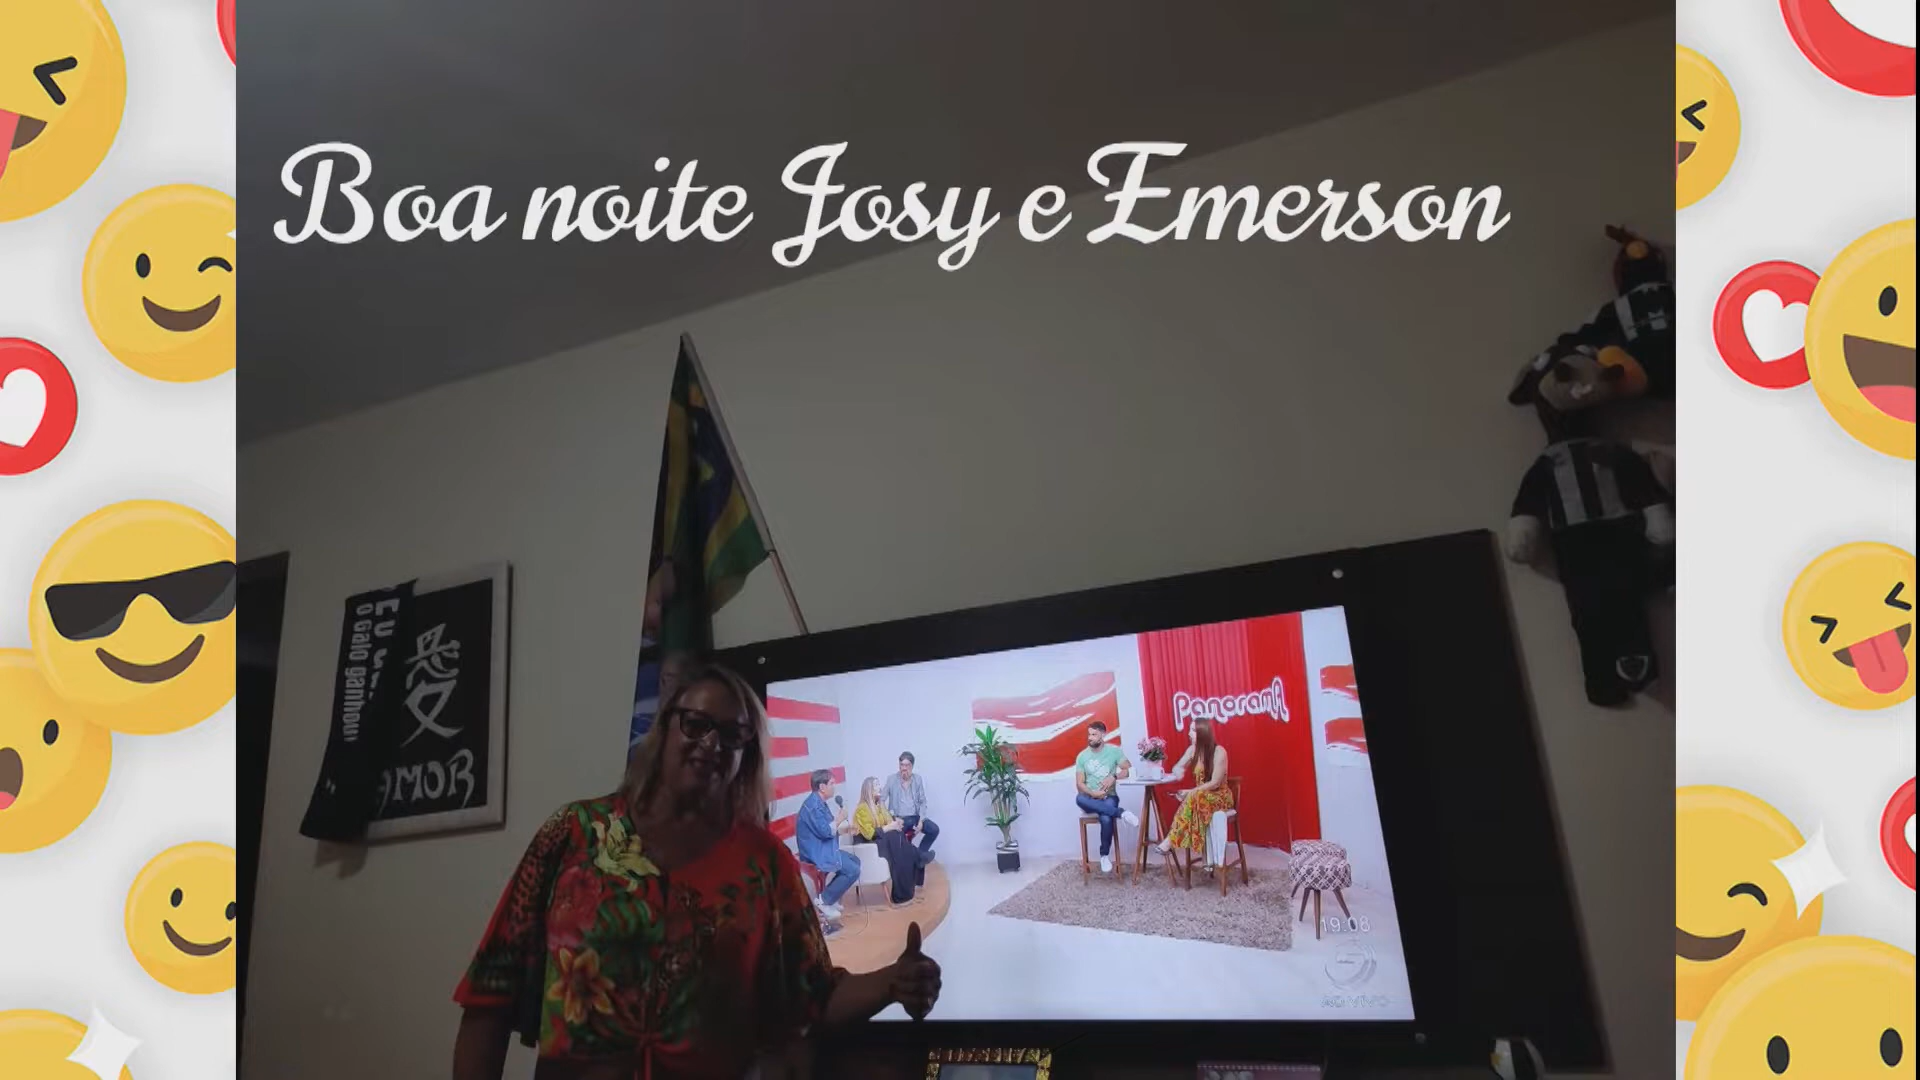 Boa noite Josy e Emerson
EU
o Galo ganhou
愛
AMOR
Panorama
19:08
AO VIVO